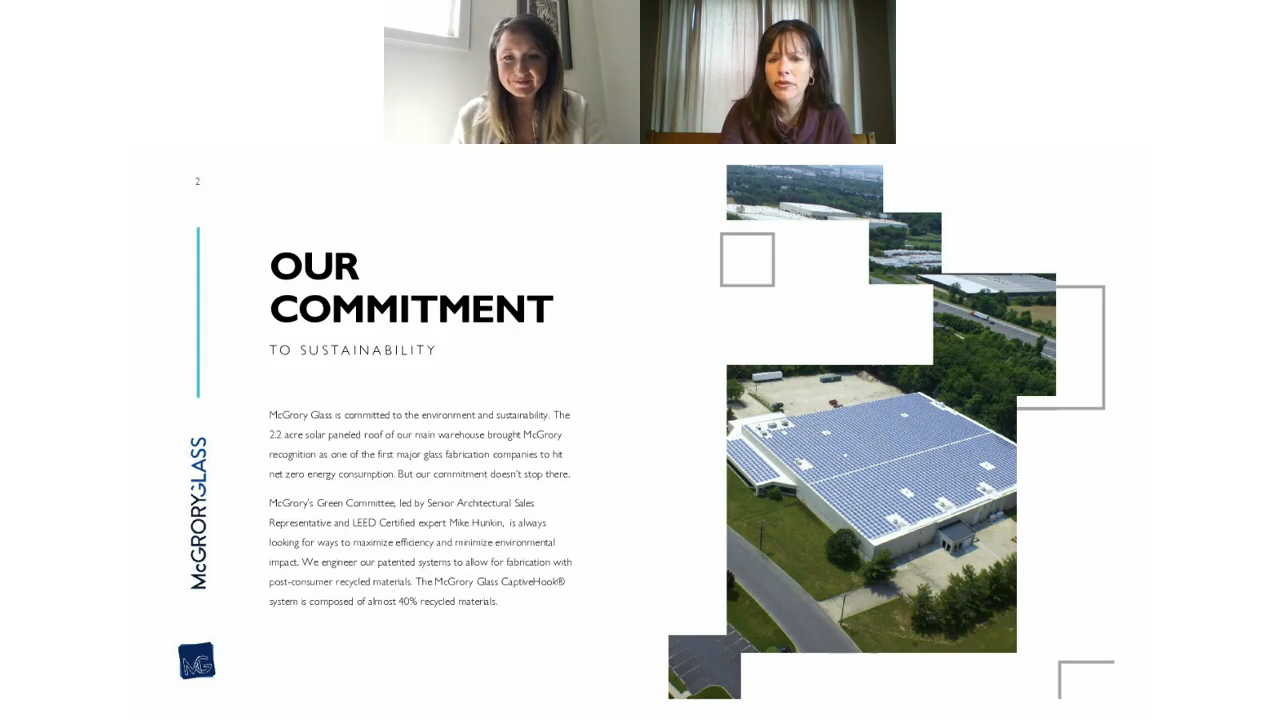 2
OUR
COMMITMENT
TO SUSTAINABILITY
McGrory Glass is committed to the environment and sustainability. The
2.2 acre solar paneled roof of our main warehouse brought McGrory
recognition as one of the first major glass fabrication companies to hit
net zero energy consumption. But our commitment doesn't stop there.
McGrory's Green Committee, led by Senior Architectural Sales
Representative and LEED Certified expert Mike Hunkin, is always
looking for ways to maximize efficiency and minimize environmental
impact. We engineer our patented systems to allow for fabrication with
post-consumer recycled materials. The McGrory Glass CaptiveHook®
system is composed of almost 40% recycled materials.
McGRORYGLASS
MG